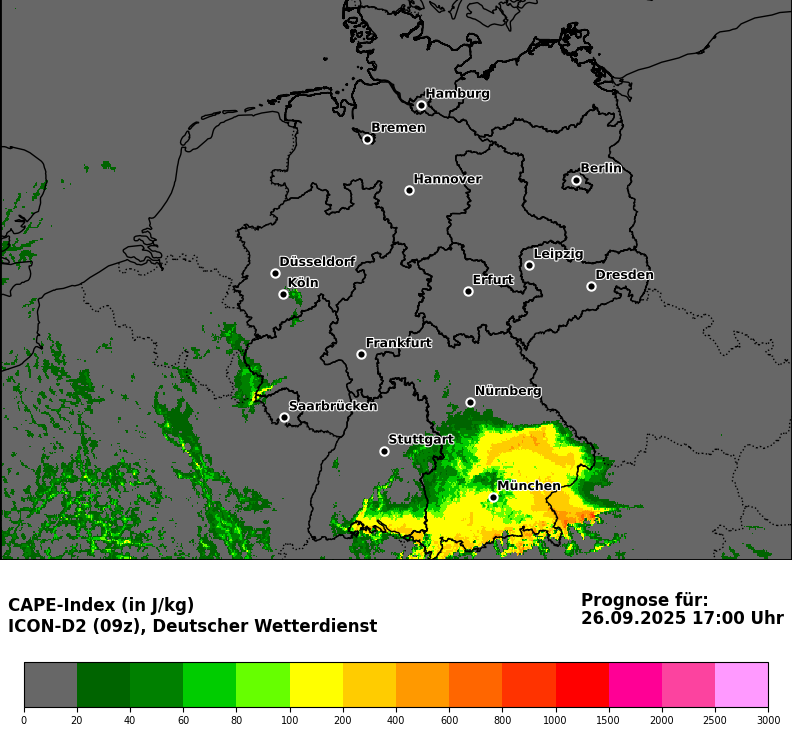 Hamburg
Bremen
Berlin
Hannover
Leipzig
Düsseldorf
Dresden
Köln
Erfurt
Frankfurt
Nürnberg
Saarbrücken
Stuttgart
München
CAPE-Index (in J/kg)
ICON-D2 (09z), Deutscher Wetterdienst
Prognose für:
26.09.2025 17:00 Uhr
0 20 40 60 80 100 200 400 600 800 1000 1500 2000 2500 3000